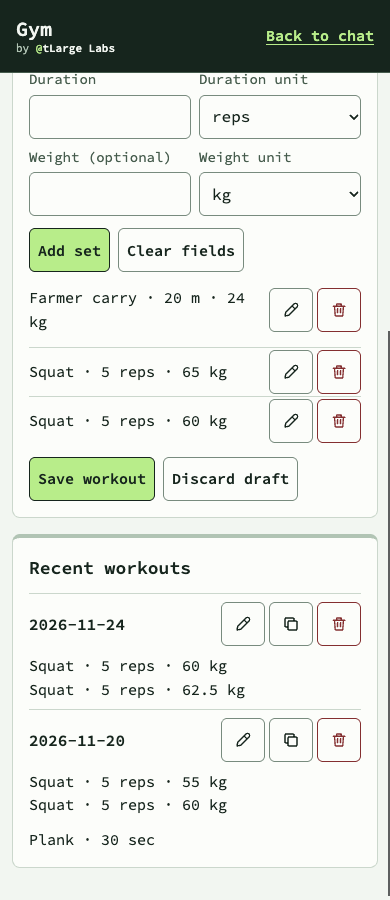 Gym
by @tLarge Labs
Back to chat
Duration
Duration unit
reps
Weight (optional)
Weight unit
kg
Add set
Clear fields
Farmer carry · 20 m · 24
kg
Squat · 5 reps · 65 kg
Squat · 5 reps · 60 kg
Save workout
Discard draft
Recent workouts
2026-11-24
Squat · 5 reps · 60 kg
Squat · 5 reps · 62.5 kg
2026-11-20
Squat · 5 reps · 55 kg
Squat · 5 reps · 60 kg
Plank · 30 sec